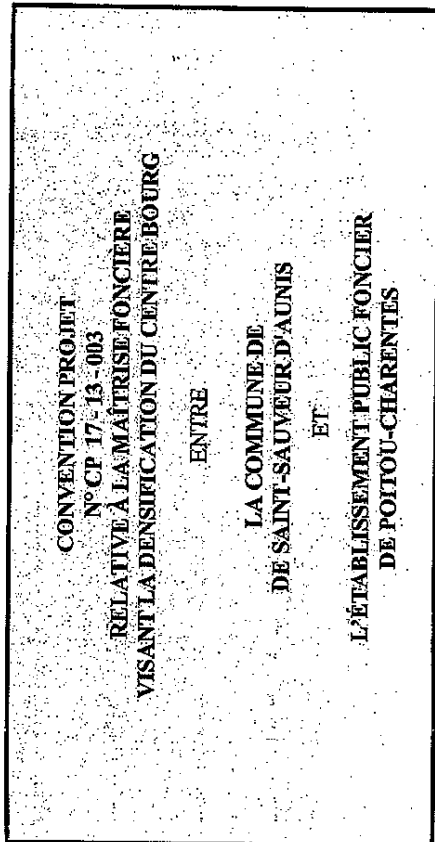 CONVENTION PROJET
N° CP 17 - 13 - 003
RELATIVE À LA MAÎTRISE FONCIÈRE
VISANT LA DENSIFICATION DU CENTRE BOURG
ENTRE
LA COMMUNE DE
DE SAINT-SAUVEUR D'AUNIS
ET
L'ÉTABLISSEMENT PUBLIC FONCIER
DE POITOU-CHARENTES